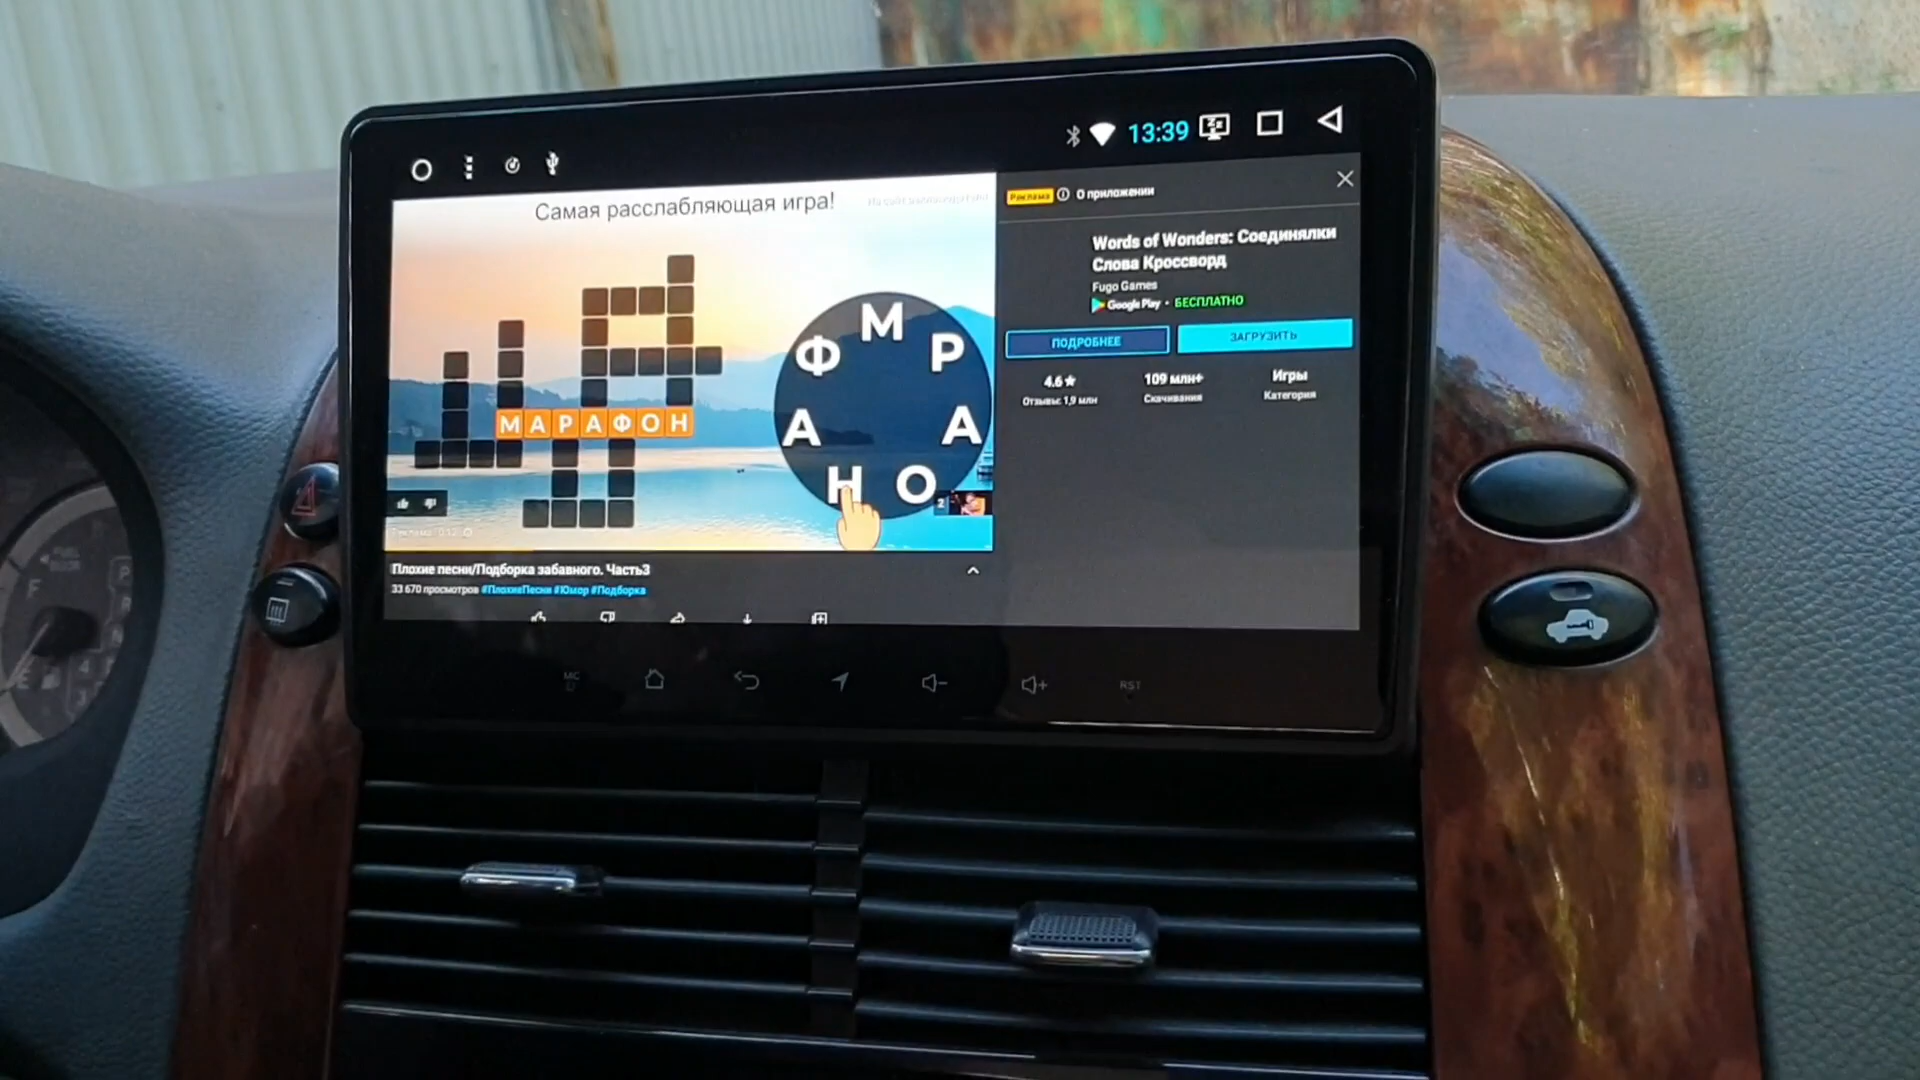 13:39
Самая расслабляющая игра!
М
Ф
Р
А
А
Н
О
МАРАФОН
2
Реклама
О приложении
Words of Wonders: Соединялки
Слова Кроссворд
Fugo Games
Google Play • БЕСПЛАТНО
ПОДРОБНЕЕ
ЗАГРУЗИТЬ
4.6★
Отзывы: 1,9 млн
109 млн+
Скачивания
Игры
Категория
Плохие песни/Подборка забавного. Часть3
33 670 просмотров #ПлохиеПесни #Юмор #Подборка
MIC
RST
F
E